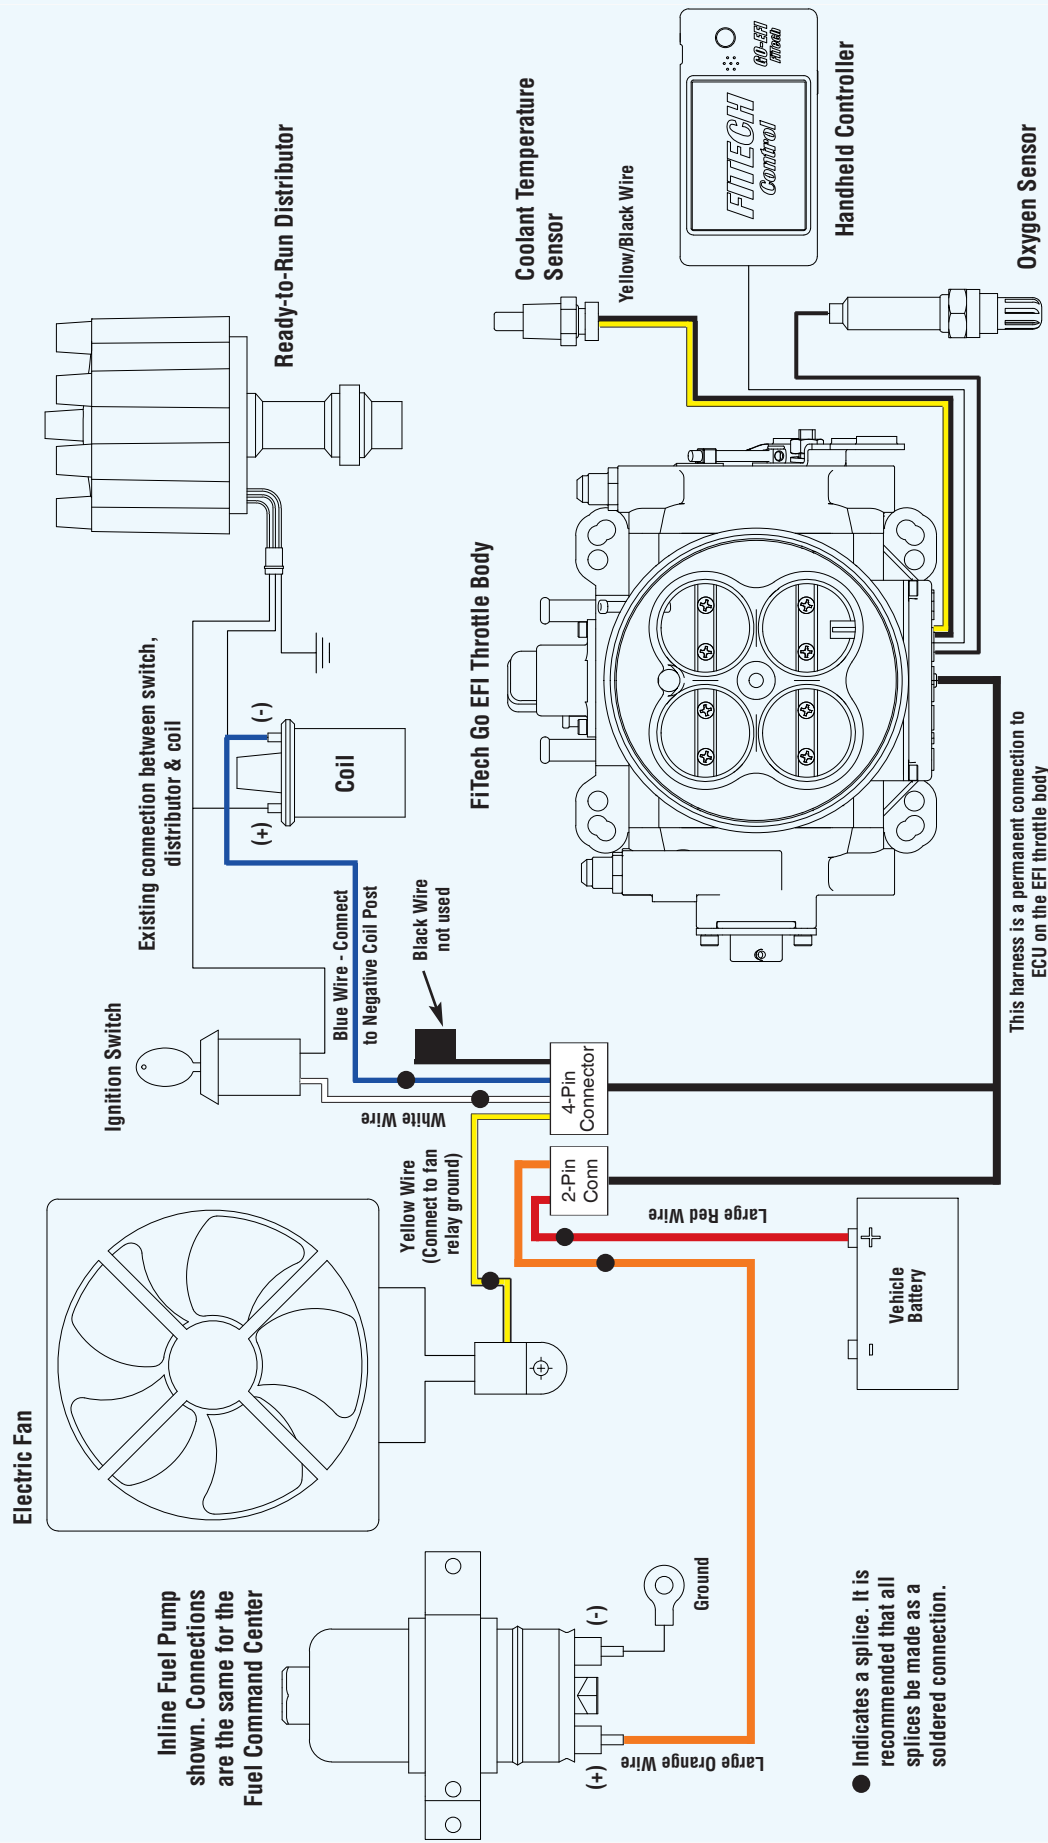 Electric Fan
Ignition Switch
Existing connection between switch,
distributor & coil
Ready-to-Run Distributor
Inline Fuel Pump
shown. Connections
are the same for the
Fuel Command Center
(+)
(-)
Coil
Blue Wire - Connect
to Negative Coil Post
Black Wire
not used
White Wire
Yellow Wire
(Connect to fan
relay ground)
FiTech Go EFI Throttle Body
Coolant Temperature
Sensor
Yellow/Black Wire
4-Pin
Connector
2-Pin
Conn
Large Red Wire
(+)
(-)
Large Orange Wire
Ground
FITECH
Control
GO-EFI
FiTech
Handheld Controller
+
-
Vehicle
Battery
Oxygen Sensor
This harness is a permanent connection to
ECU on the EFI throttle body
Indicates a splice. It is
recommended that all
splices be made as a
soldered connection.